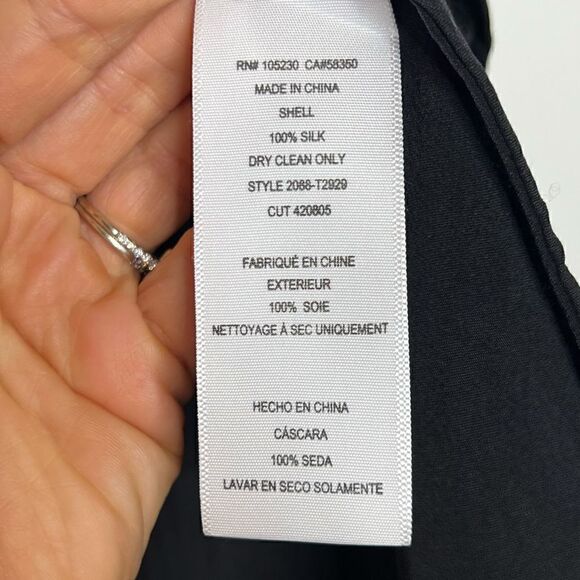 RN# 105230 CA#58350
MADE IN CHINA
SHELL
100% SILK
DRY CLEAN ONLY
STYLE 2088-T2929
CUT 420805
FABRIQUÉ EN CHINE
EXTERIEUR
100% SOIE
NETTOYAGE À SEC UNIQUEMENT
HECHO EN CHINA
CÁSCARA
100% SEDA
LAVAR EN SECO SOLAMENTE